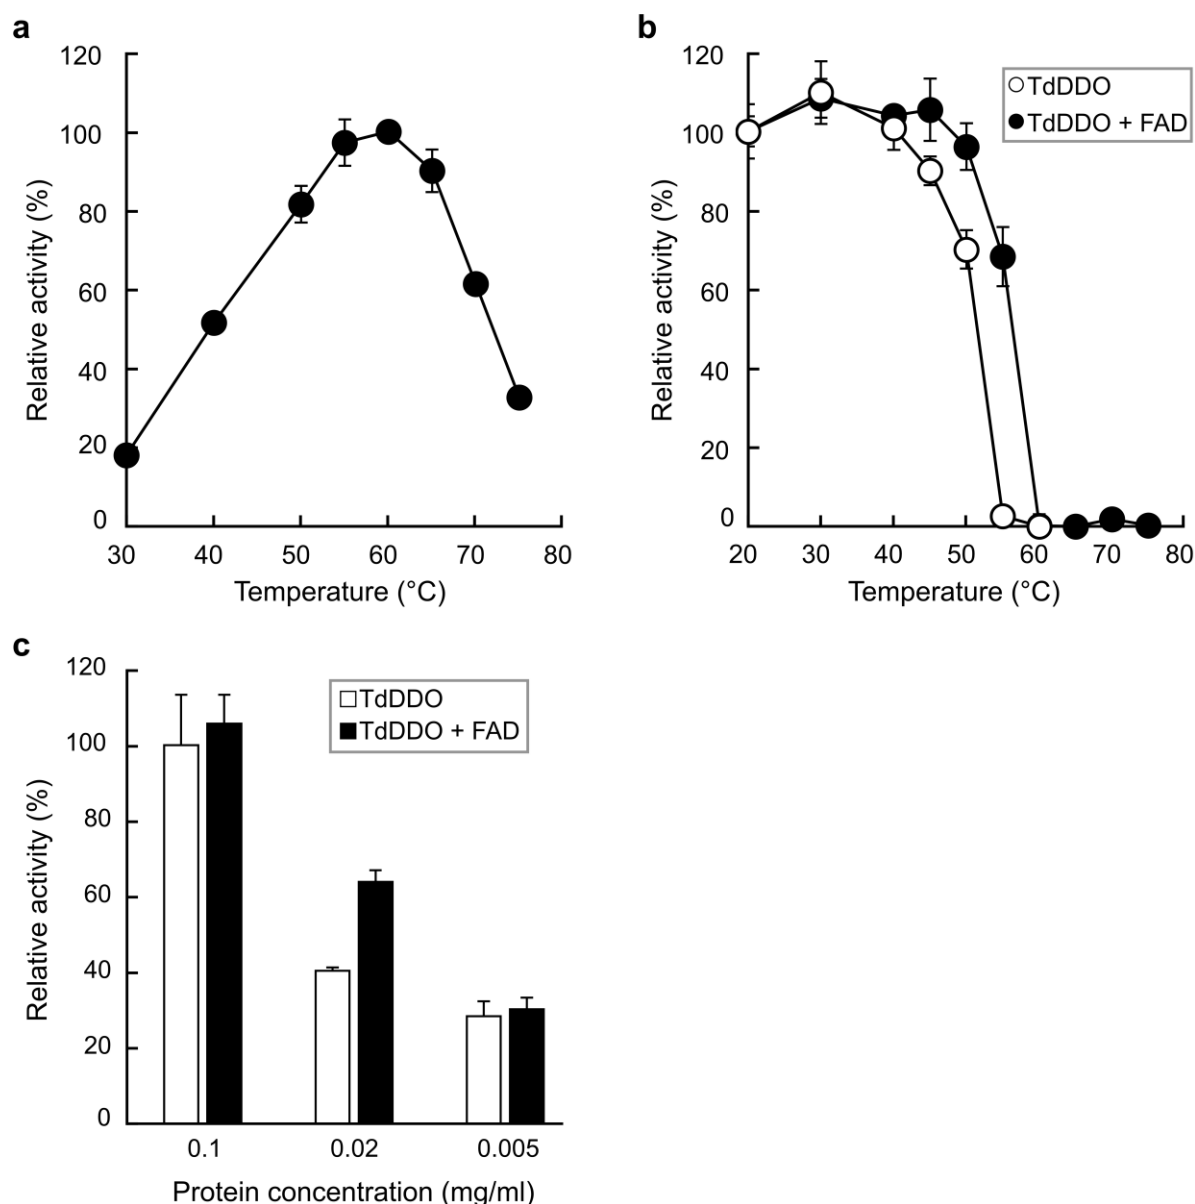 a
120
100
80
60
40
20
0
Relative activity (%)
30 40 50 60 70 80
Temperature (°C)
b
120
100
80
60
40
20
0
Relative activity (%)
TdDDO
TdDDO + FAD
20 30 40 50 60 70 80
Temperature (°C)
c
120
100
80
60
40
20
0
Relative activity (%)
TdDDO
TdDDO + FAD
0.1 0.02 0.005
Protein concentration (mg/ml)